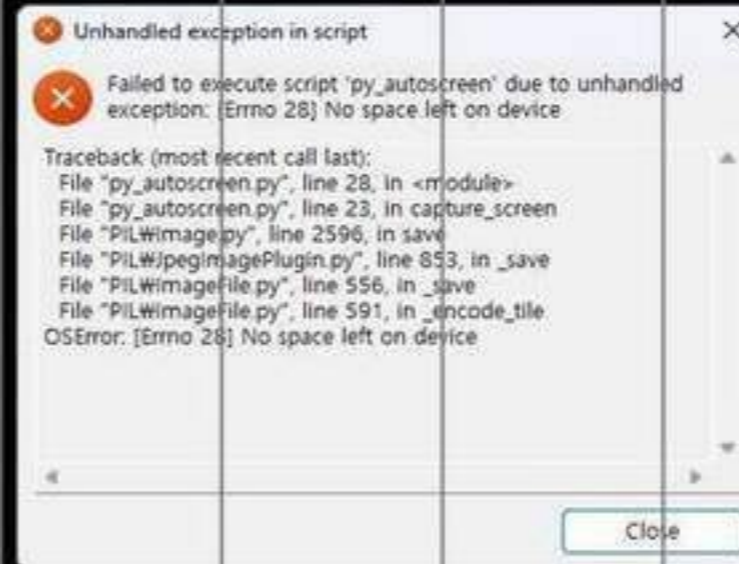 Unhandled exception in script
Failed to execute script 'py_autoscreen' due to unhandled
exception: [Errno 28] No space left on device
Traceback (most recent call last):
File "py_autoscreen.py", line 28, in <module>
File "py_autoscreen.py", line 23, in capture_screen
File "PIL₩Image.py", line 2596, in save
File "PIL₩JpegImagePlugin.py", line 853, in _save
File "PIL₩ImageFile.py", line 556, in _save
File "PIL₩ImageFile.py", line 591, in _encode_tile
OSError: [Errno 28] No space left on device
Close